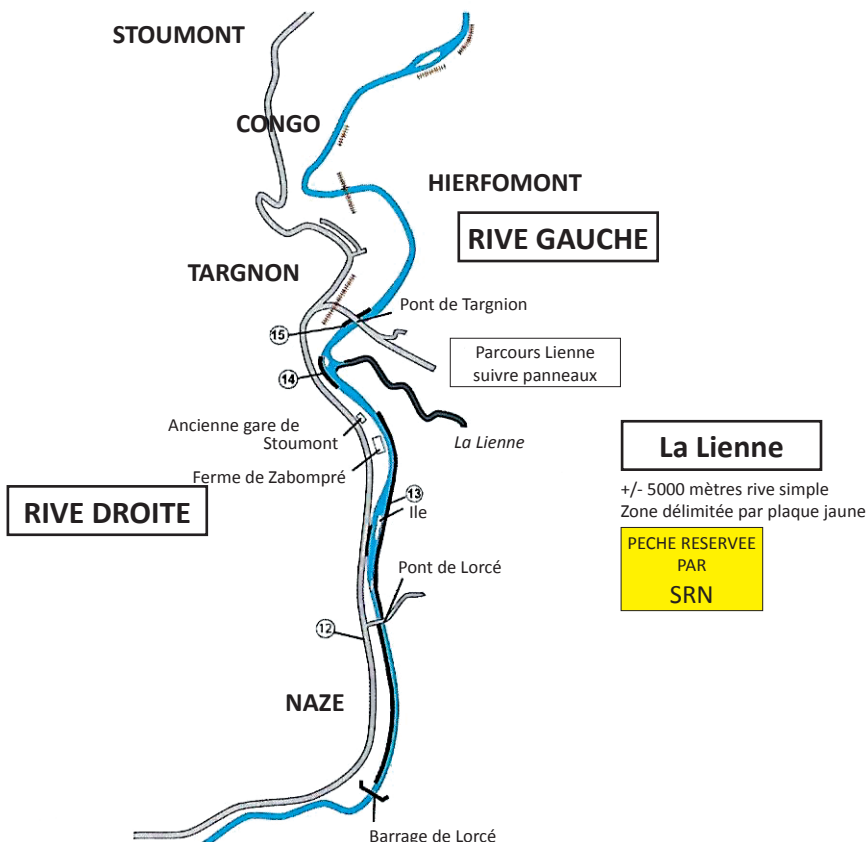 STOUMONT
CONGO
HIERFOMONT
RIVE GAUCHE
TARGNON
Pont de Targnion
15
Parcours Lienne
suivre panneaux
14
Ancienne gare de
Stoumont
La Lienne
Ferme de Zabompré
La Lienne
+/- 5000 mètres rive simple
Zone délimitée par plaque jaune
RIVE DROITE
13
Ile
PECHE RESERVEE
PAR
SRN
Pont de Lorcé
12
NAZE
Barrage de Lorcé